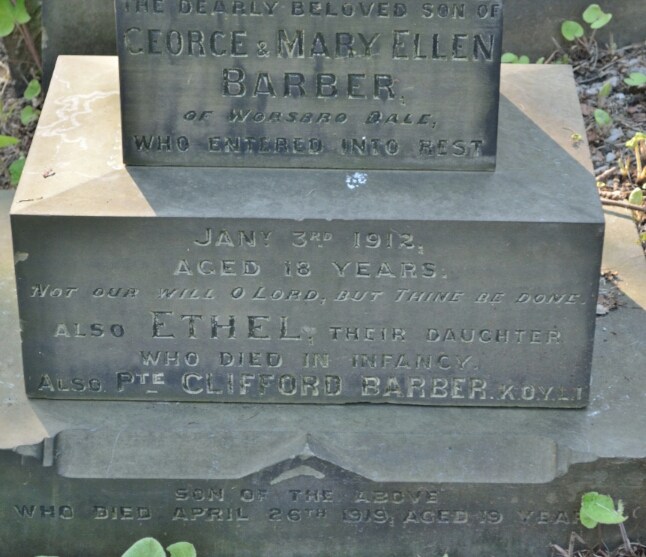 THE DEARLY BELOVED SON OF
GEORGE & MARY ELLEN
BARBER,
OF WORSBRO DALE,
WHO ENTERED INTO REST
JANY 3RD 1912,
AGED 18 YEARS.
NOT OUR WILL O LORD, BUT THINE BE DONE.
ALSO ETHEL, THEIR DAUGHTER
WHO DIED IN INFANCY.
ALSO PTE CLIFFORD BARBER. K.O.Y.L.I.
SON OF THE ABOVE
WHO DIED APRIL 26TH 1919, AGED 19